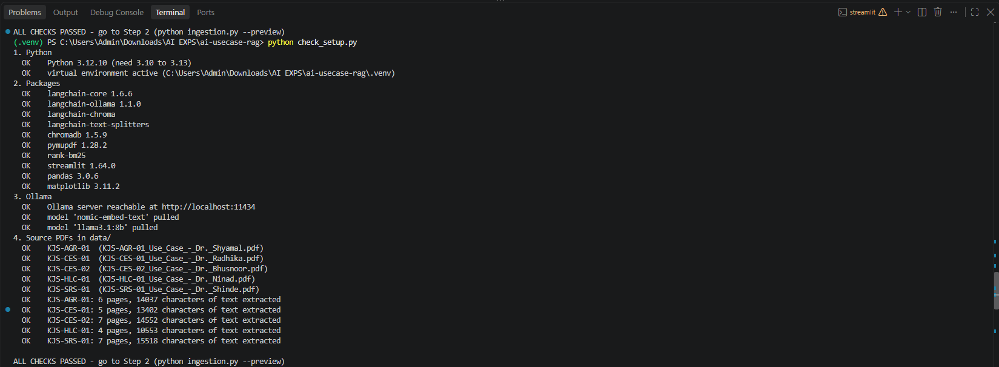 Problems Output Debug Console Terminal Ports streamlit
ALL CHECKS PASSED - go to Step 2 (python ingestion.py --preview)
(.venv) PS C:\Users\Admin\Downloads\AI EXPS\ai-usecase-rag> python check_setup.py
1. Python
OK Python 3.12.10 (need 3.10 to 3.13)
OK virtual environment active (C:\Users\Admin\Downloads\AI EXPS\ai-usecase-rag\.venv)
2. Packages
OK langchain-core 1.6.6
OK langchain-ollama 1.1.0
OK langchain-chroma
OK langchain-text-splitters
OK chromadb 1.5.9
OK pymupdf 1.28.2
OK rank-bm25
OK streamlit 1.64.0
OK pandas 3.0.6
OK matplotlib 3.11.2
3. Ollama
OK Ollama server reachable at http://localhost:11434
OK model 'nomic-embed-text' pulled
OK model 'llama3.1:8b' pulled
4. Source PDFs in data/
OK KJS-AGR-01 (KJS-AGR-01_Use_Case_-_Dr._Shyamal.pdf)
OK KJS-CES-01 (KJS-CES-01_Use_Case_-_Dr._Radhika.pdf)
OK KJS-CES-02 (KJS-CES-02_Use_Case_-_Dr._Bhusnoor.pdf)
OK KJS-HLC-01 (KJS-HLC-01_Use_Case_-_Dr._Ninad.pdf)
OK KJS-SRS-01 (KJS-SRS-01_Use_Case_-_Dr._Shinde.pdf)
OK KJS-AGR-01: 6 pages, 14037 characters of text extracted
OK KJS-CES-01: 5 pages, 13402 characters of text extracted
OK KJS-CES-02: 7 pages, 14552 characters of text extracted
OK KJS-HLC-01: 4 pages, 10553 characters of text extracted
OK KJS-SRS-01: 7 pages, 15518 characters of text extracted
ALL CHECKS PASSED - go to Step 2 (python ingestion.py --preview)